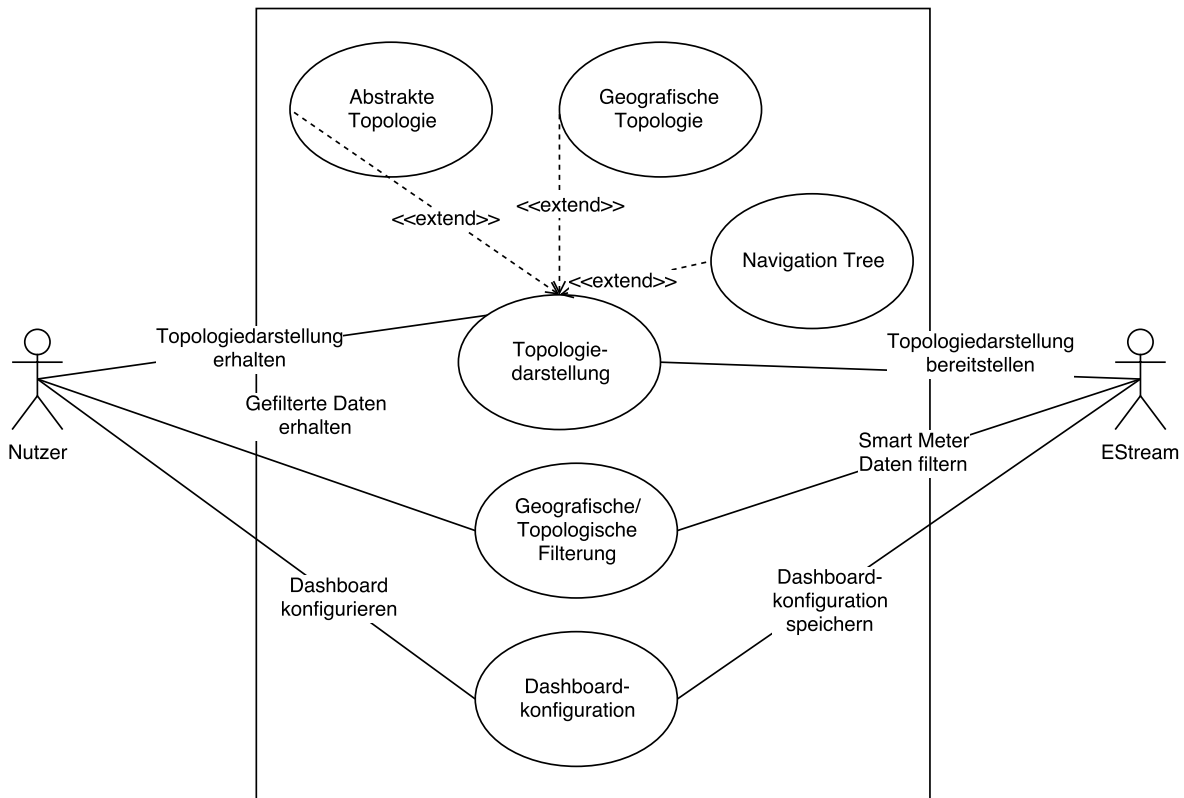 Abstrakte
Topologie
Geografische
Topologie
<<extend>>
<<extend>>
Navigation Tree
<<extend>>
Topologiedarstellung
erhalten
Topologie-
darstellung
Topologiedarstellung
bereitstellen
Gefilterte Daten
erhalten
Nutzer
Smart Meter
Daten filtern
EStream
Geografische/
Topologische
Filterung
Dashboard
konfigurieren
Dashboard-
konfiguration
speichern
Dashboard-
konfiguration